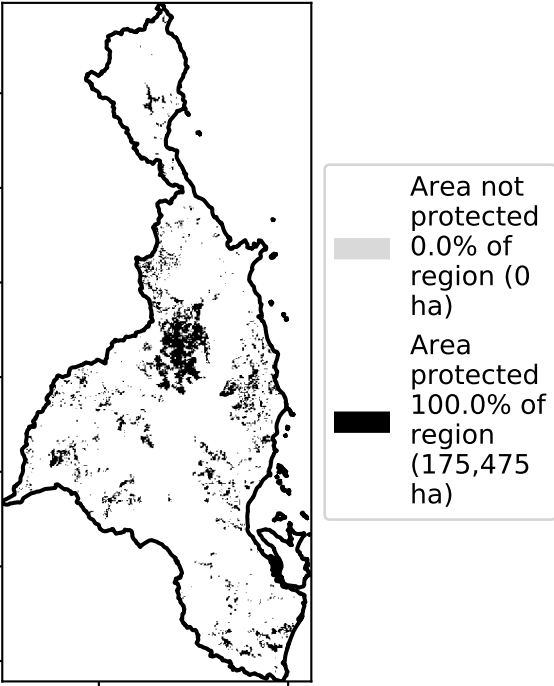 Area not
protected
0.0% of
region (0
ha)
Area
protected
100.0% of
region
(175,475
ha)